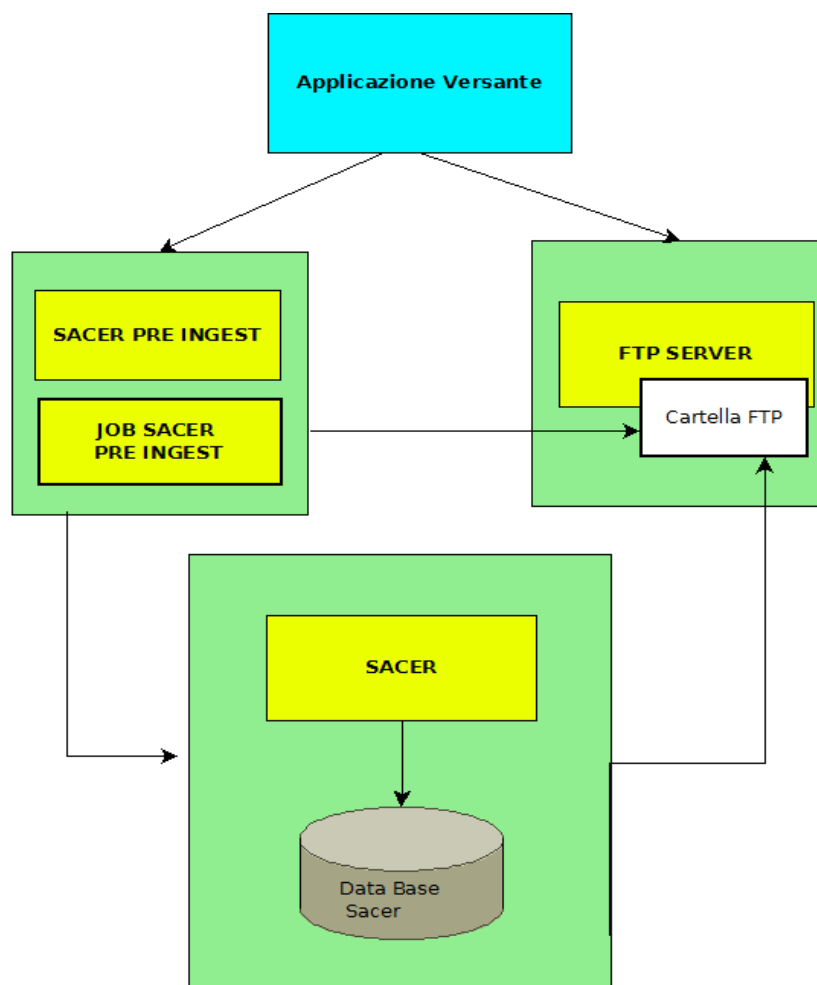 Applicazione Versante
SACER PRE INGEST
JOB SACER
PRE INGEST
FTP SERVER
Cartella FTP
SACER
Data Base
Sacer